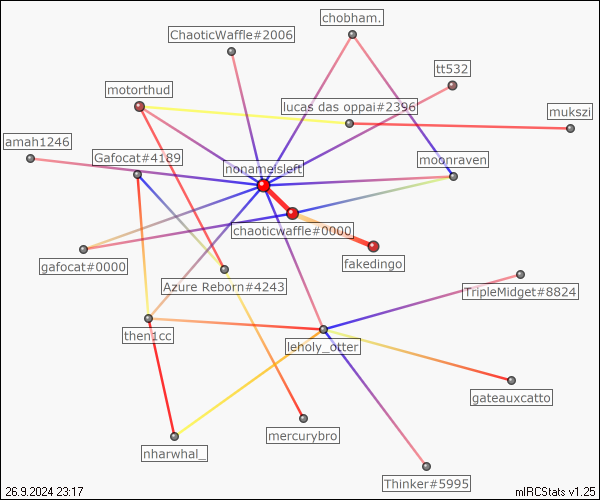 chobham.
ChaoticWaffle#2006
tt532
motorthud
lucas das oppai#2396
mukszi
amah1246
Gafocat#4189
nonameisleft
moonraven
chaoticwaffle#0000
gafocat#0000
fakedingo
Azure Reborn#4243
TripleMidget#8824
then1cc
leholy_otter
gateauxcatto
mercurybro
nharwhal_
Thinker#5995
26.9.2024 23:17
mIRCStats v1.25